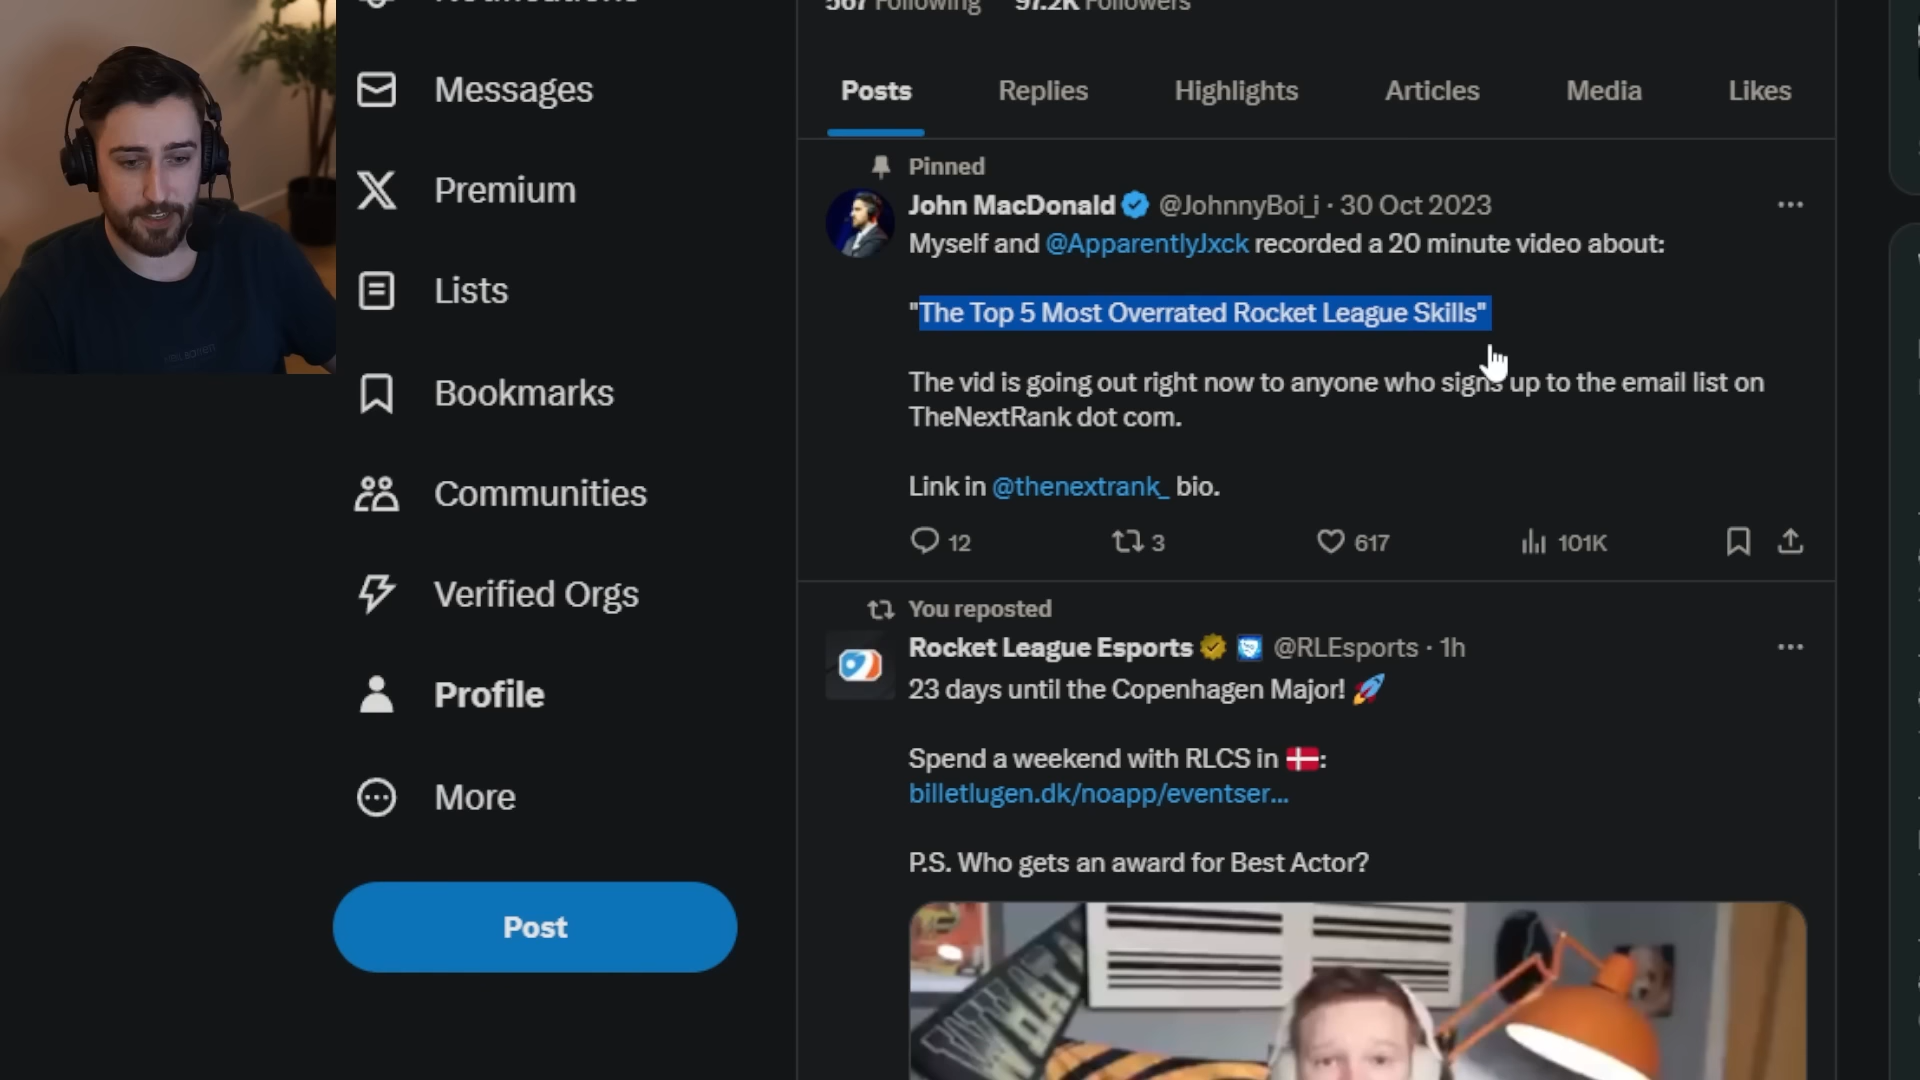 Notifications
Messages
Premium
Lists
Bookmarks
Communities
Verified Orgs
Profile
More
Post
567 Following 97.2K Followers
Posts Replies Highlights Articles Media Likes
Pinned
John MacDonald @JohnnyBoi_i · 30 Oct 2023
Myself and @ApparentlyJxck recorded a 20 minute video about:
"The Top 5 Most Overrated Rocket League Skills"
The vid is going out right now to anyone who signs up to the email list on
TheNextRank dot com.
Link in @thenextrank_ bio.
12 3 617 101K
You reposted
Rocket League Esports @RLEsports · 1h
23 days until the Copenhagen Major! 🚀
Spend a weekend with RLCS in 🇩🇰:
billetlugen.dk/noapp/eventser...
P.S. Who gets an award for Best Actor?